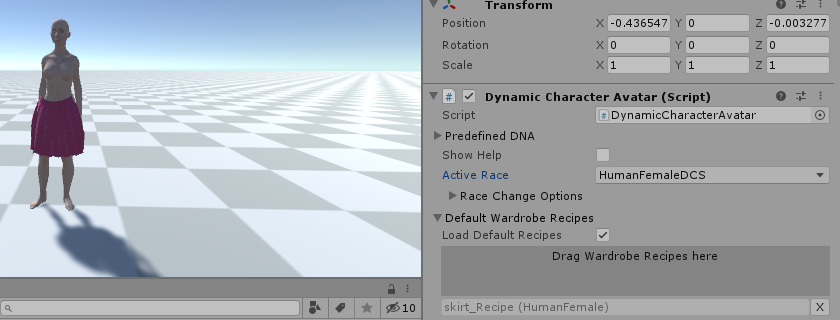 Transform
Position X -0.436547 Y 0 Z -0.003277
Rotation X 0 Y 0 Z 0
Scale X 1 Y 1 Z 1
# Dynamic Character Avatar (Script)
Script # DynamicCharacterAvatar
Predefined DNA
Show Help
Active Race HumanFemaleDCS
Race Change Options
Default Wardrobe Recipes
Load Default Recipes
Drag Wardrobe Recipes here
10
skirt_Recipe (HumanFemale) X